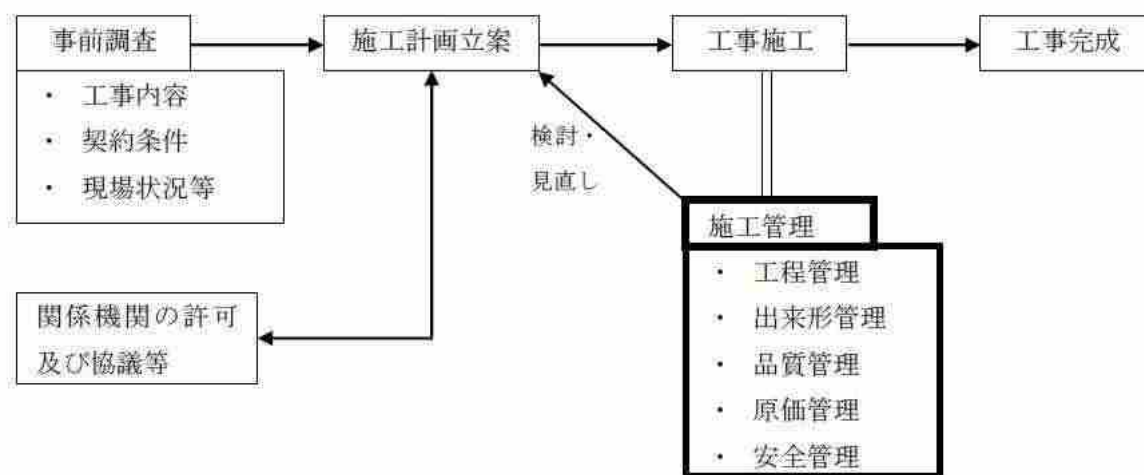 事前調査
施工計画立案
工事施工
工事完成
・ 工事内容
・ 契約条件
・ 現場状況等
検討・
見直し
施工管理
・ 工程管理
・ 出来形管理
・ 品質管理
・ 原価管理
・ 安全管理
関係機関の許可
及び協議等